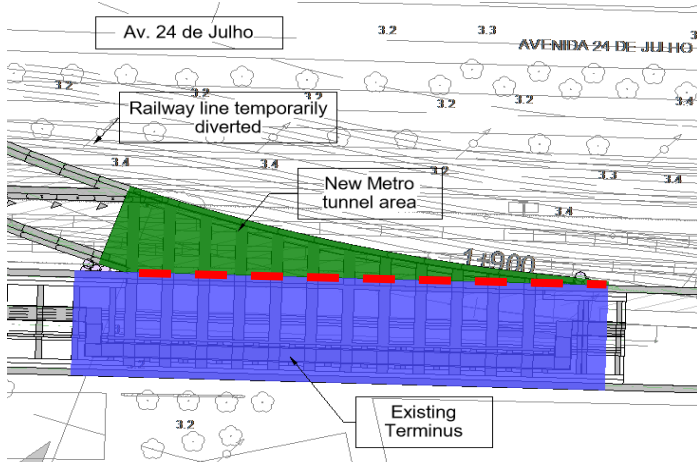 Av. 24 de Julho
3.2
3.3
AVENIDA 24 DE JULHO
3.2
3.2
3.2
3.2
3.4
Railway line temporarily
diverted
3.4
3.4
3.2
3.3
3.4
New Metro
tunnel area
3.4
1+900
Existing
Terminus
3.2